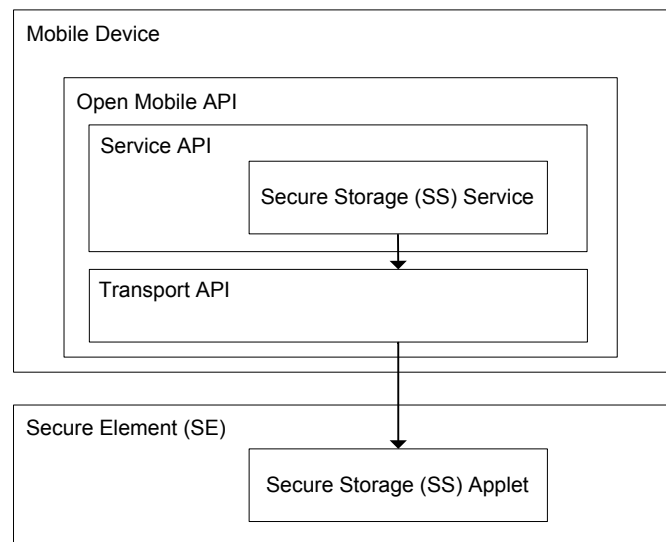 Mobile Device
Open Mobile API
Service API
Secure Storage (SS) Service
Transport API
Secure Element (SE)
Secure Storage (SS) Applet